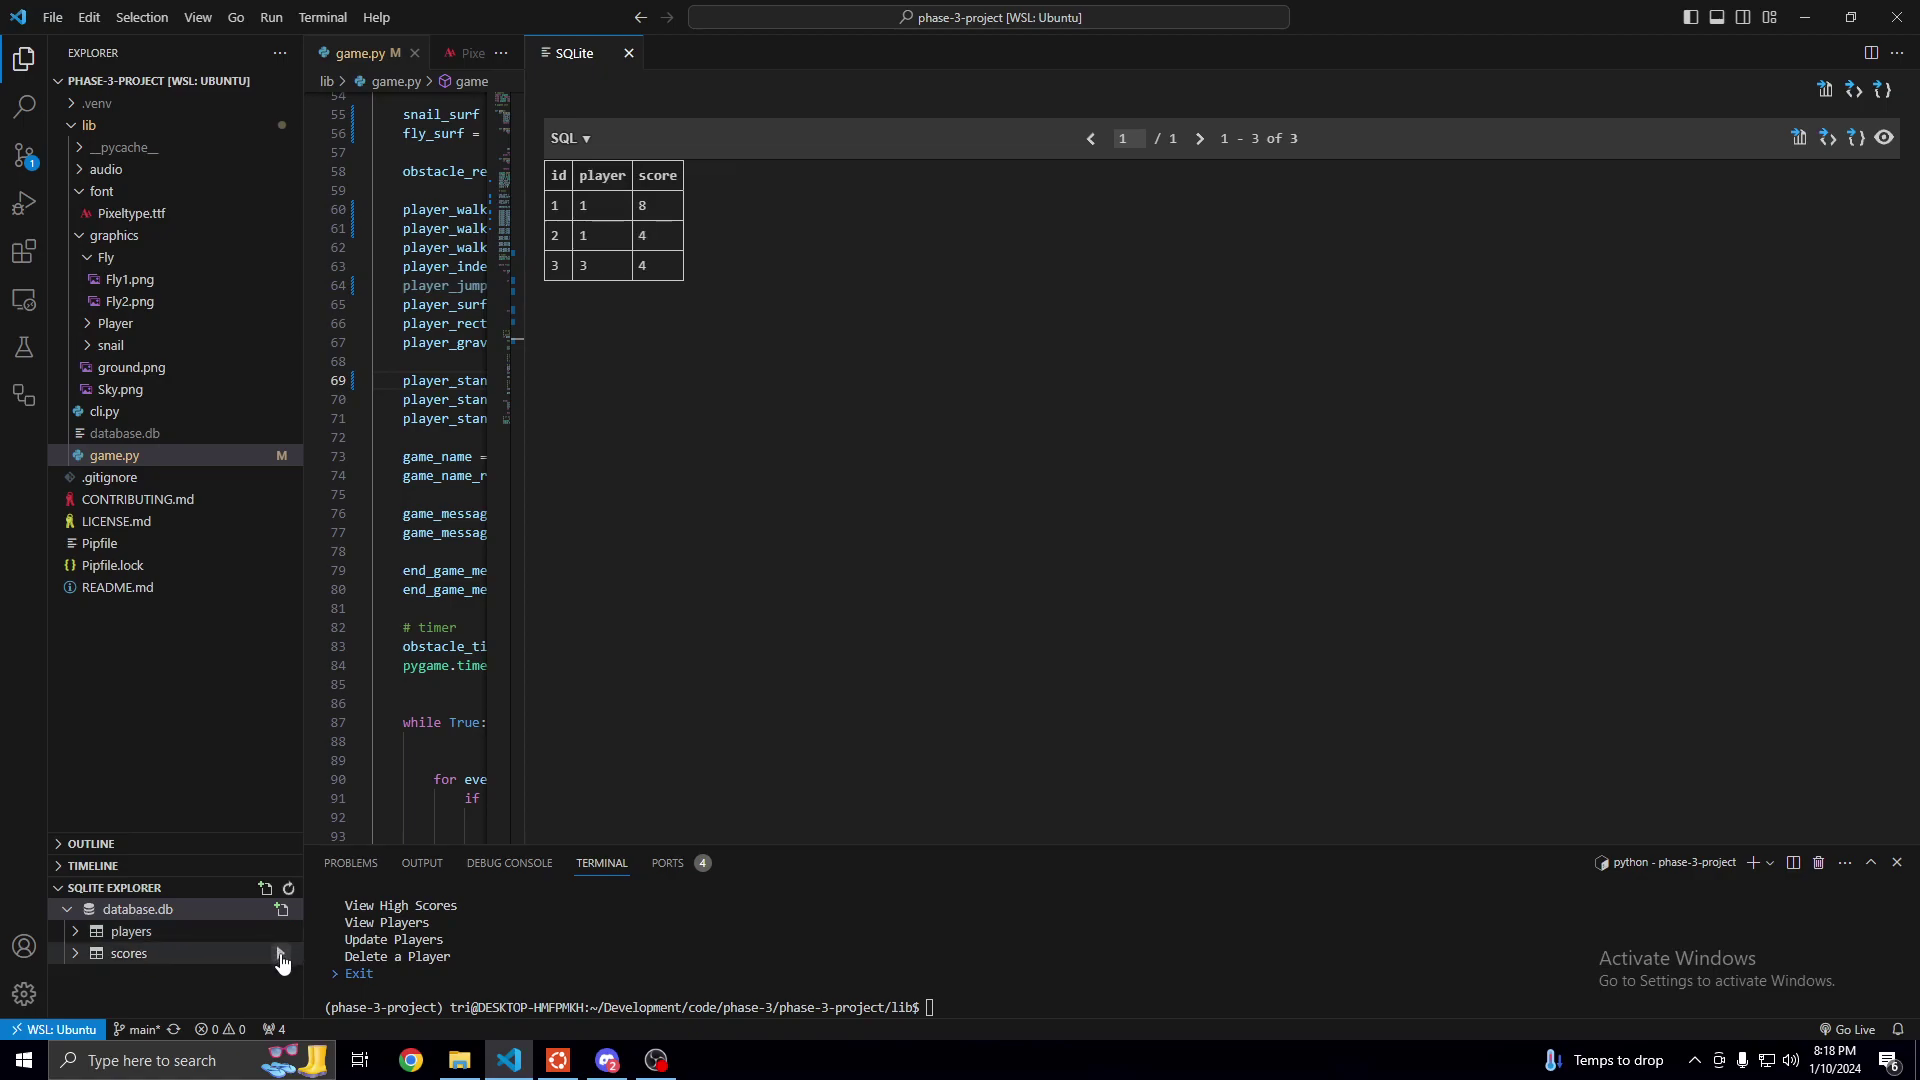 File Edit Selection View Go Run Terminal Help
phase-3-project [WSL: Ubuntu]
EXPLORER
PHASE-3-PROJECT [WSL: UBUNTU]
.venv
lib
__pycache__
audio
font
Pixeltype.ttf
graphics
Fly
Fly1.png
Fly2.png
Player
snail
ground.png
Sky.png
cli.py
database.db
game.py M
.gitignore
CONTRIBUTING.md
LICENSE.md
Pipfile
Pipfile.lock
README.md
OUTLINE
TIMELINE
SQLITE EXPLORER
database.db
players
scores
1
game.py M
Pixe
lib > game.py > game
54
55 snail_surf
56 fly_surf =
57
58 obstacle_re
59
60 player_walk
61 player_walk
62 player_walk
63 player_inde
64 player_jump
65 player_surf
66 player_rect
67 player_grav
68
69 player_stan
70 player_stan
71 player_stan
72
73 game_name =
74 game_name_r
75
76 game_messag
77 game_messag
78
79 end_game_me
80 end_game_me
81
82 # timer
83 obstacle_ti
84 pygame.time
85
86
87 while True:
88
89
90 for eve
91 if
92
93
SQLite
SQL
1 / 1 1 - 3 of 3
id player score
1 1 8
2 1 4
3 3 4
PROBLEMS OUTPUT DEBUG CONSOLE TERMINAL PORTS 4
python - phase-3-project
View High Scores
View Players
Update Players
Delete a Player
> Exit
(phase-3-project) tri@DESKTOP-HMFPMKH:~/Development/code/phase-3/phase-3-project/lib$
Activate Windows
Go to Settings to activate Windows.
WSL: Ubuntu main* 0 0 4
Go Live
Type here to search
2
Temps to drop
8:18 PM
1/10/2024
6